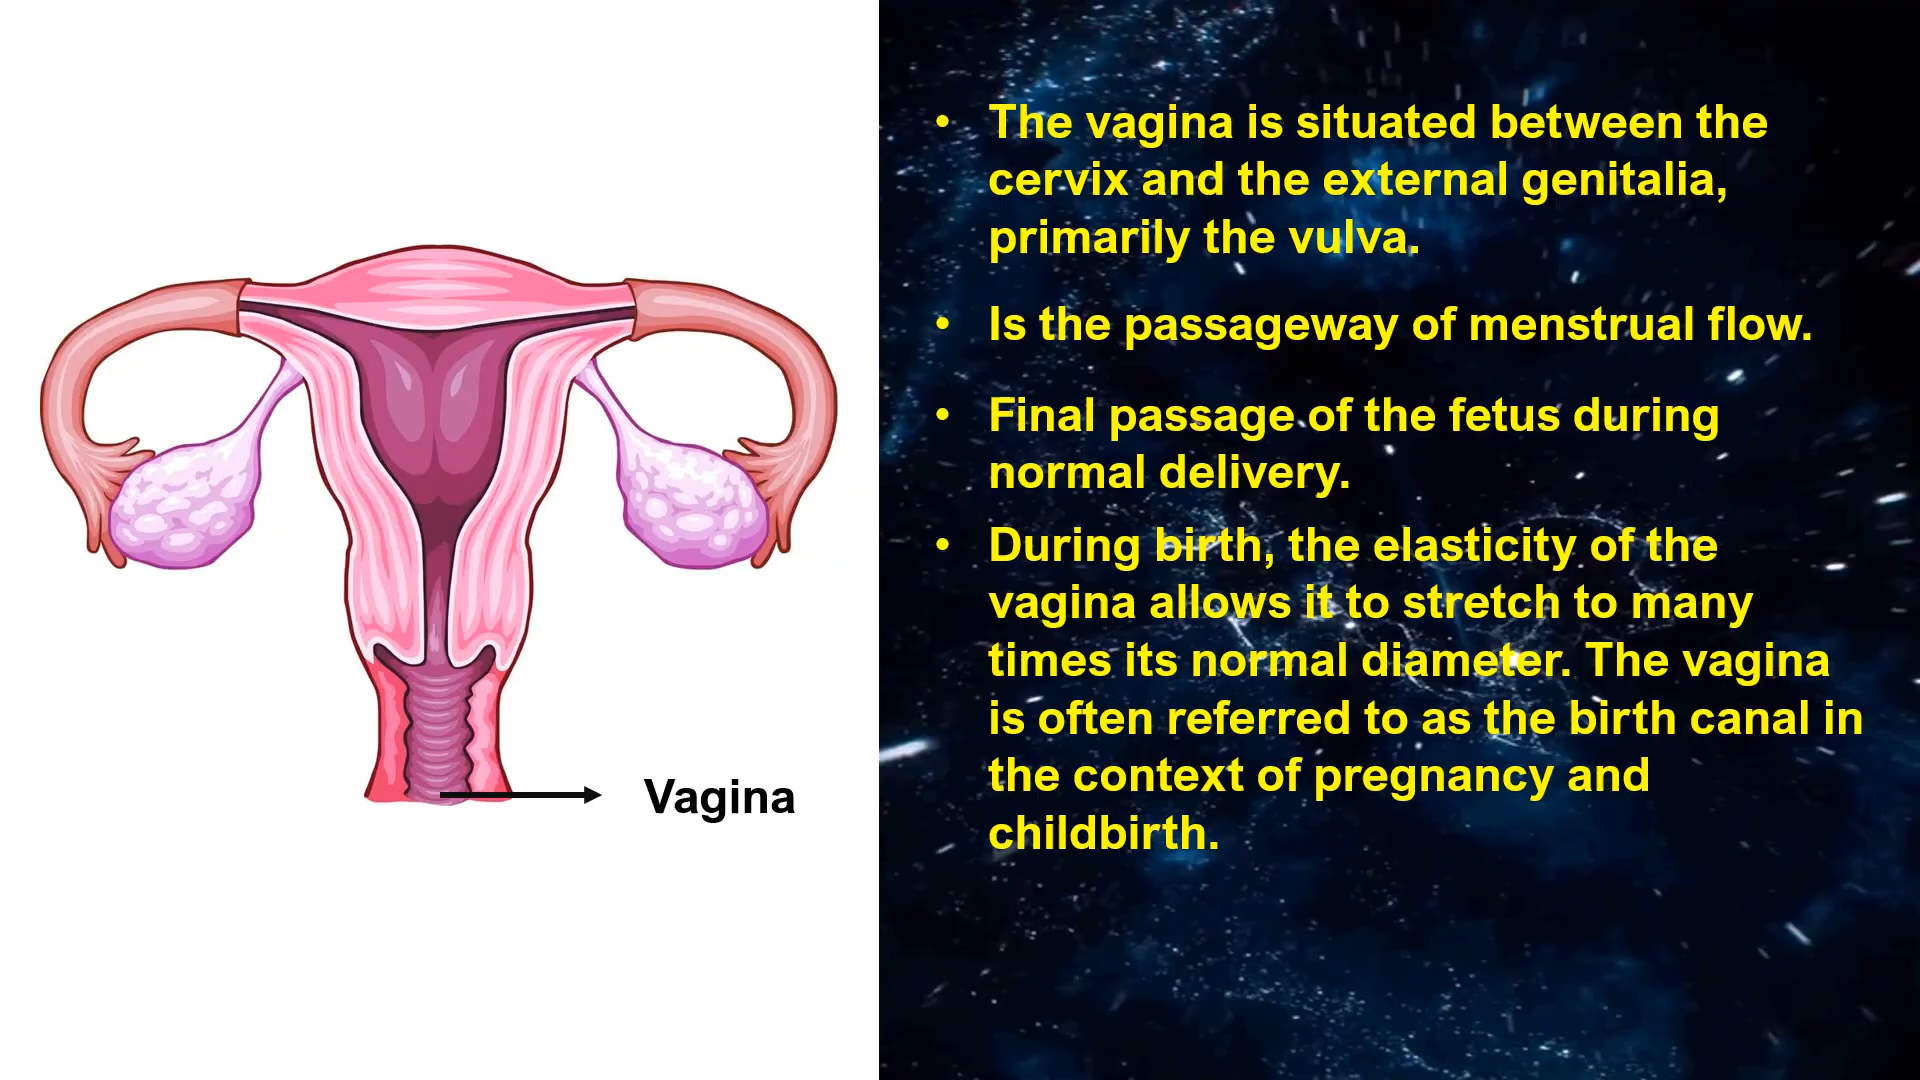 Vagina
• The vagina is situated between the
cervix and the external genitalia,
primarily the vulva.
• Is the passageway of menstrual flow.
• Final passage of the fetus during
normal delivery.
• During birth, the elasticity of the
vagina allows it to stretch to many
times its normal diameter. The vagina
is often referred to as the birth canal in
the context of pregnancy and
childbirth.